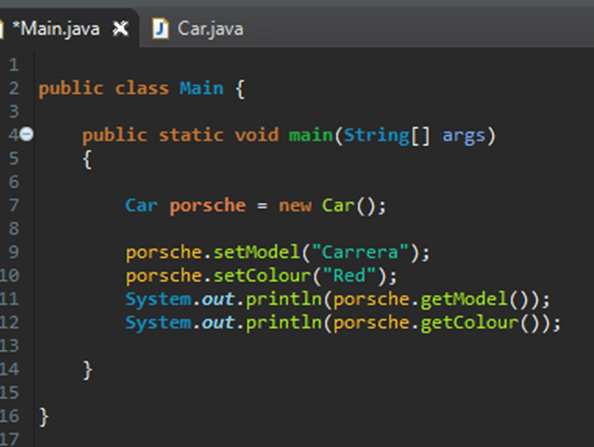 *Main.java Car.java
1
2 public class Main {
3
4 public static void main(String[] args)
5 {
6
7 Car porsche = new Car();
8
9 porsche.setModel("Carrera");
10 porsche.setColour("Red");
11 System.out.println(porsche.getModel());
12 System.out.println(porsche.getColour());
13
14 }
15
16 }
17